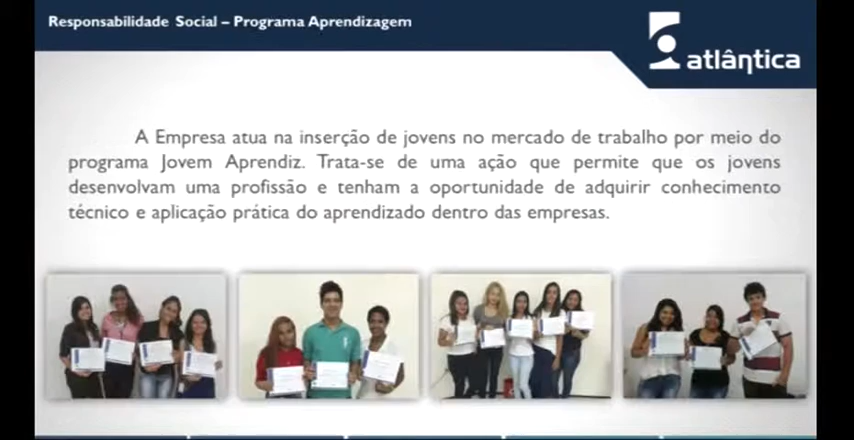 Responsabilidade Social – Programa Aprendizagem
atlântica
A Empresa atua na inserção de jovens no mercado de trabalho por meio do
programa Jovem Aprendiz. Trata-se de uma ação que permite que os jovens
desenvolvam uma profissão e tenham a oportunidade de adquirir conhecimento
técnico e aplicação prática do aprendizado dentro das empresas.